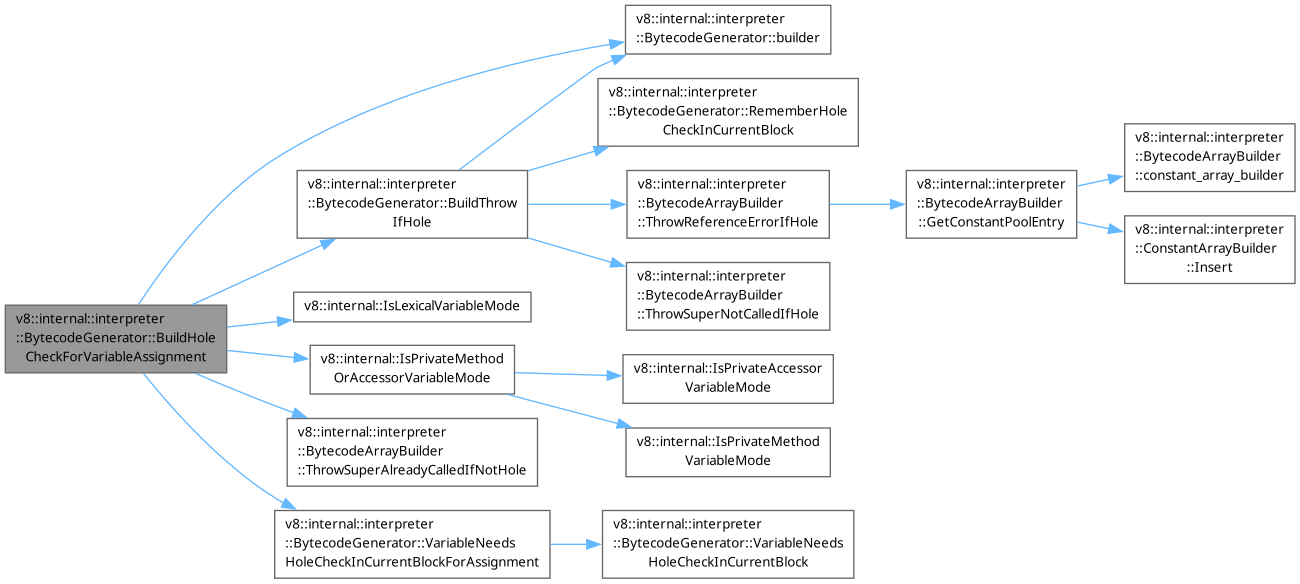 v8::internal::interpreter
::BytecodeGenerator::BuildHole
CheckForVariableAssignment
v8::internal::interpreter
::BytecodeGenerator::builder
v8::internal::interpreter
::BytecodeGenerator::BuildThrow
IfHole
v8::internal::interpreter
::BytecodeGenerator::RememberHole
CheckInCurrentBlock
v8::internal::interpreter
::BytecodeArrayBuilder
::ThrowReferenceErrorIfHole
v8::internal::interpreter
::BytecodeArrayBuilder
::GetConstantPoolEntry
v8::internal::interpreter
::BytecodeArrayBuilder
::constant_array_builder
v8::internal::interpreter
::ConstantArrayBuilder
::Insert
v8::internal::interpreter
::BytecodeArrayBuilder
::ThrowSuperNotCalledIfHole
v8::internal::IsLexicalVariableMode
v8::internal::IsPrivateMethod
OrAccessorVariableMode
v8::internal::IsPrivateAccessor
VariableMode
v8::internal::IsPrivateMethod
VariableMode
v8::internal::interpreter
::BytecodeArrayBuilder
::ThrowSuperAlreadyCalledIfNotHole
v8::internal::interpreter
::BytecodeGenerator::VariableNeeds
HoleCheckInCurrentBlockForAssignment
v8::internal::interpreter
::BytecodeGenerator::VariableNeeds
HoleCheckInCurrentBlock